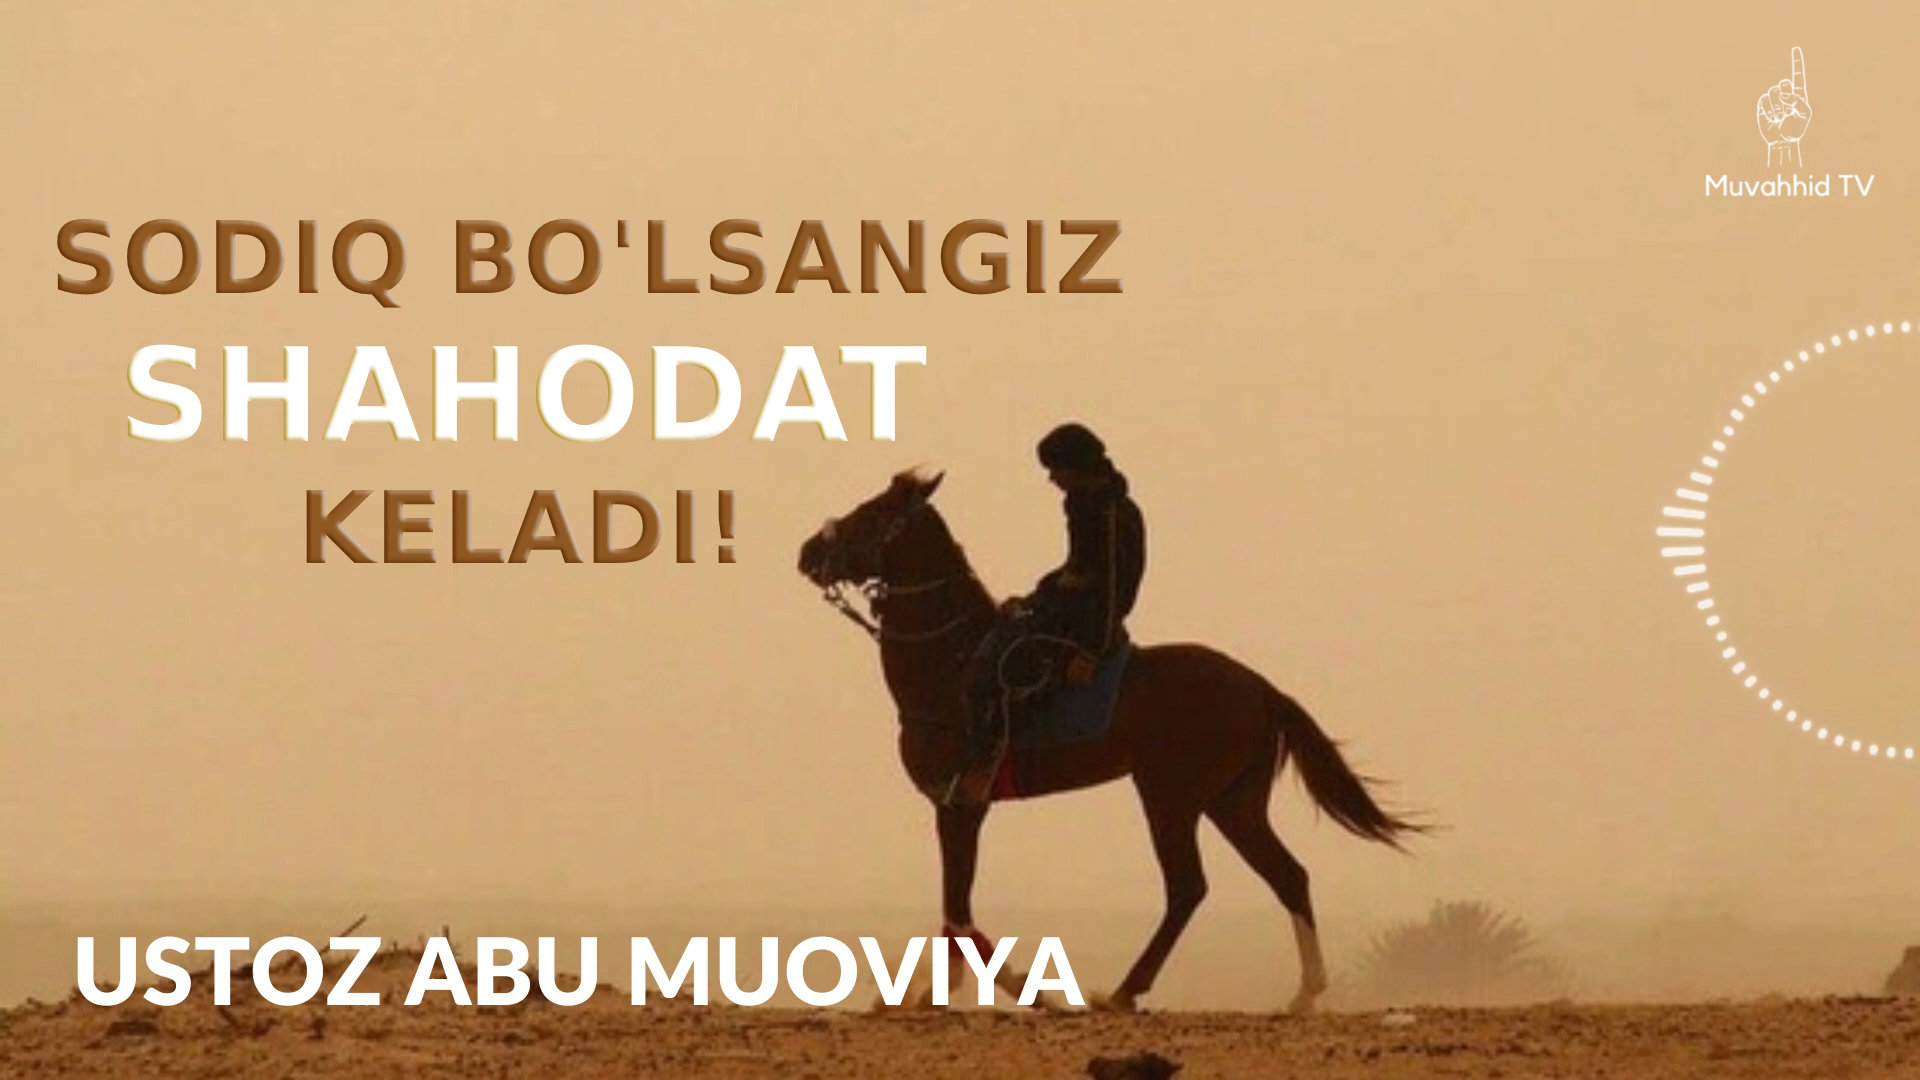 Muvahhid TV
SODIQ BO'LSANGIZ
SHAHODAT
KELADI!
USTOZ ABU MUOVIYA